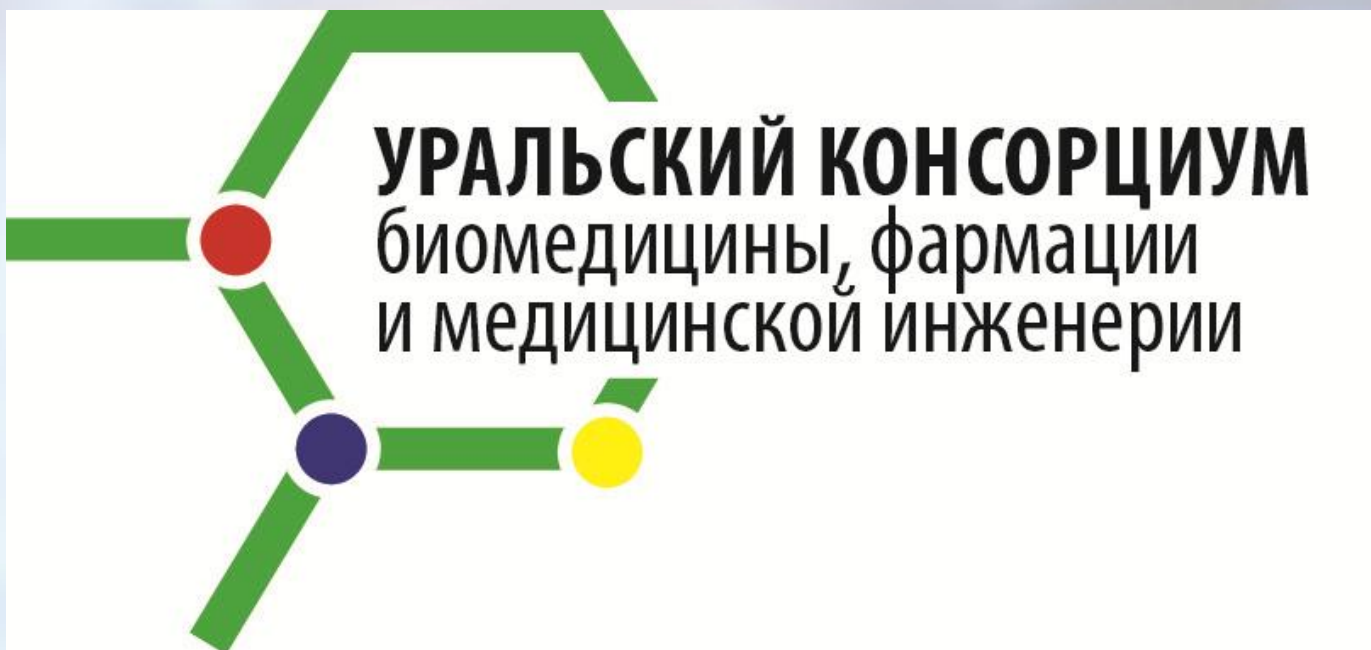 УРАЛЬСКИЙ КОНСОРЦИУМ
биомедицины, фармации
и медицинской инженерии